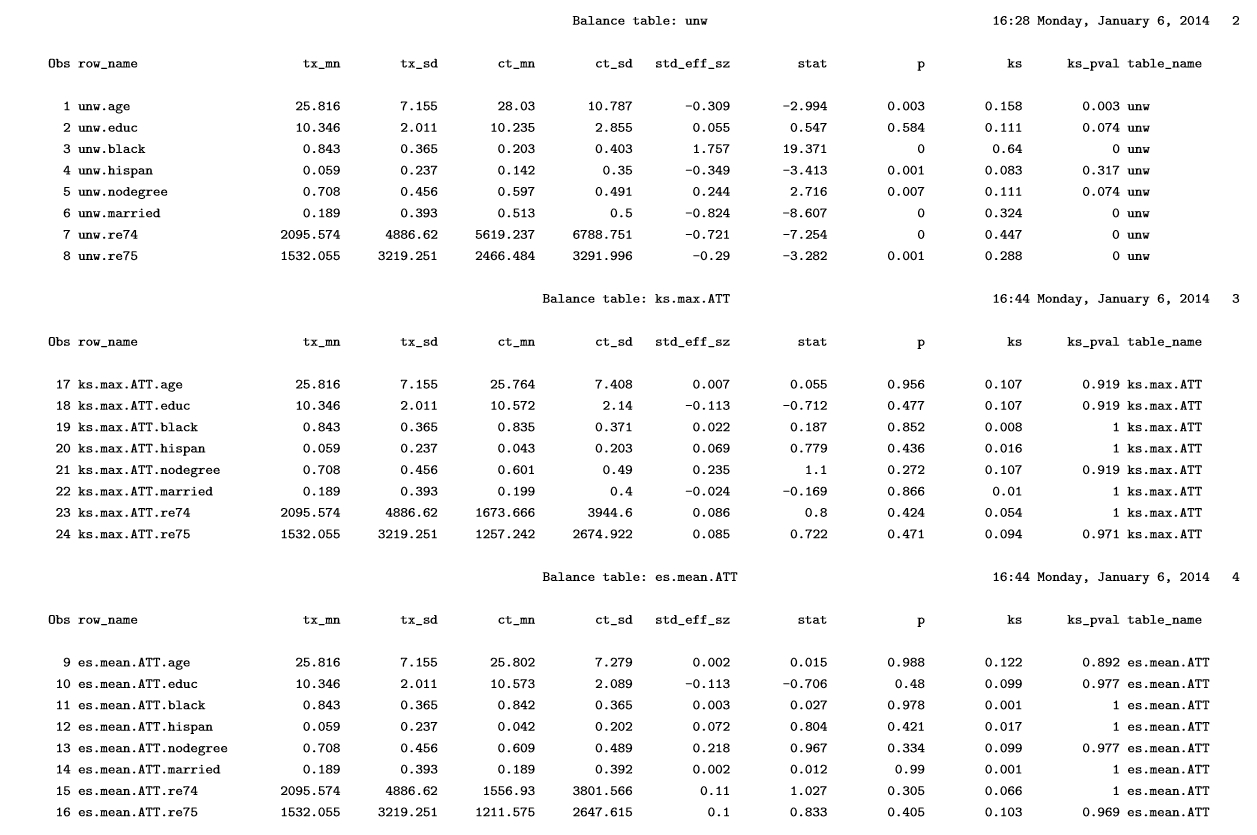 Balance table: unw 16:28 Monday, January 6, 2014 2
Obs row_name tx_mn tx_sd ct_mn ct_sd std_eff_sz stat p ks ks_pval table_name
1 unw.age 25.816 7.155 28.03 10.787 -0.309 -2.994 0.003 0.158 0.003 unw
2 unw.educ 10.346 2.011 10.235 2.855 0.055 0.547 0.584 0.111 0.074 unw
3 unw.black 0.843 0.365 0.203 0.403 1.757 19.371 0 0.64 0 unw
4 unw.hispan 0.059 0.237 0.142 0.35 -0.349 -3.413 0.001 0.083 0.317 unw
5 unw.nodegree 0.708 0.456 0.597 0.491 0.244 2.716 0.007 0.111 0.074 unw
6 unw.married 0.189 0.393 0.513 0.5 -0.824 -8.607 0 0.324 0 unw
7 unw.re74 2095.574 4886.62 5619.237 6788.751 -0.721 -7.254 0 0.447 0 unw
8 unw.re75 1532.055 3219.251 2466.484 3291.996 -0.29 -3.282 0.001 0.288 0 unw
Balance table: ks.max.ATT 16:44 Monday, January 6, 2014 3
Obs row_name tx_mn tx_sd ct_mn ct_sd std_eff_sz stat p ks ks_pval table_name
17 ks.max.ATT.age 25.816 7.155 25.764 7.408 0.007 0.055 0.956 0.107 0.919 ks.max.ATT
18 ks.max.ATT.educ 10.346 2.011 10.572 2.14 -0.113 -0.712 0.477 0.107 0.919 ks.max.ATT
19 ks.max.ATT.black 0.843 0.365 0.835 0.371 0.022 0.187 0.852 0.008 1 ks.max.ATT
20 ks.max.ATT.hispan 0.059 0.237 0.043 0.203 0.069 0.779 0.436 0.016 1 ks.max.ATT
21 ks.max.ATT.nodegree 0.708 0.456 0.601 0.49 0.235 1.1 0.272 0.107 0.919 ks.max.ATT
22 ks.max.ATT.married 0.189 0.393 0.199 0.4 -0.024 -0.169 0.866 0.01 1 ks.max.ATT
23 ks.max.ATT.re74 2095.574 4886.62 1673.666 3944.6 0.086 0.8 0.424 0.054 1 ks.max.ATT
24 ks.max.ATT.re75 1532.055 3219.251 1257.242 2674.922 0.085 0.722 0.471 0.094 0.971 ks.max.ATT
Balance table: es.mean.ATT 16:44 Monday, January 6, 2014 4
Obs row_name tx_mn tx_sd ct_mn ct_sd std_eff_sz stat p ks ks_pval table_name
9 es.mean.ATT.age 25.816 7.155 25.802 7.279 0.002 0.015 0.988 0.122 0.892 es.mean.ATT
10 es.mean.ATT.educ 10.346 2.011 10.573 2.089 -0.113 -0.706 0.48 0.099 0.977 es.mean.ATT
11 es.mean.ATT.black 0.843 0.365 0.842 0.365 0.003 0.027 0.978 0.001 1 es.mean.ATT
12 es.mean.ATT.hispan 0.059 0.237 0.042 0.202 0.072 0.804 0.421 0.017 1 es.mean.ATT
13 es.mean.ATT.nodegree 0.708 0.456 0.609 0.489 0.218 0.967 0.334 0.099 0.977 es.mean.ATT
14 es.mean.ATT.married 0.189 0.393 0.189 0.392 0.002 0.012 0.99 0.001 1 es.mean.ATT
15 es.mean.ATT.re74 2095.574 4886.62 1556.93 3801.566 0.11 1.027 0.305 0.066 1 es.mean.ATT
16 es.mean.ATT.re75 1532.055 3219.251 1211.575 2647.615 0.1 0.833 0.405 0.103 0.969 es.mean.ATT